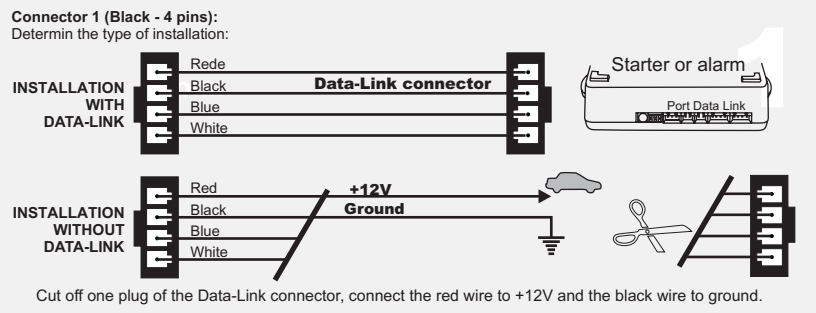 Connector 1 (Black - 4 pins):
Determin the type of installation:
1
INSTALLATION
WITH
DATA-LINK
Rede
Black
Blue
White
Data-Link connector
Starter or alarm
Port Data Link
INSTALLATION
WITHOUT
DATA-LINK
Red
Black
Blue
White
+12V
Ground
Cut off one plug of the Data-Link connector, connect the red wire to +12V and the black wire to ground.